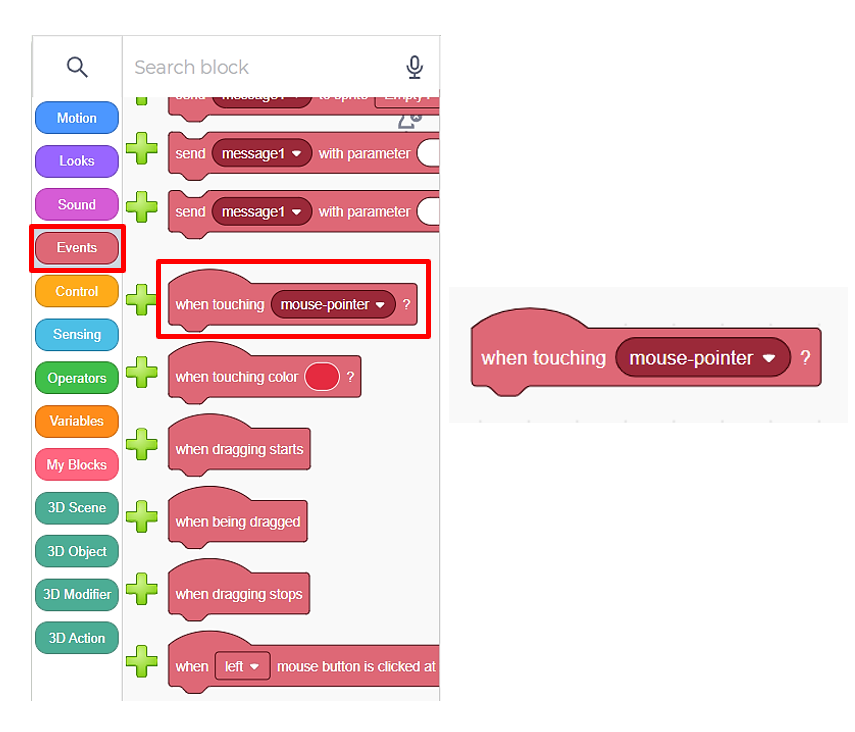 Search block
Motion
Looks
Sound
Events
Control
Sensing
Operators
Variables
My Blocks
3D Scene
3D Object
3D Modifier
3D Action
send message1 with parameter
send message1 with parameter
when touching mouse-pointer ?
when touching color ?
when dragging starts
when being dragged
when dragging stops
when left mouse button is clicked at
when touching mouse-pointer ?